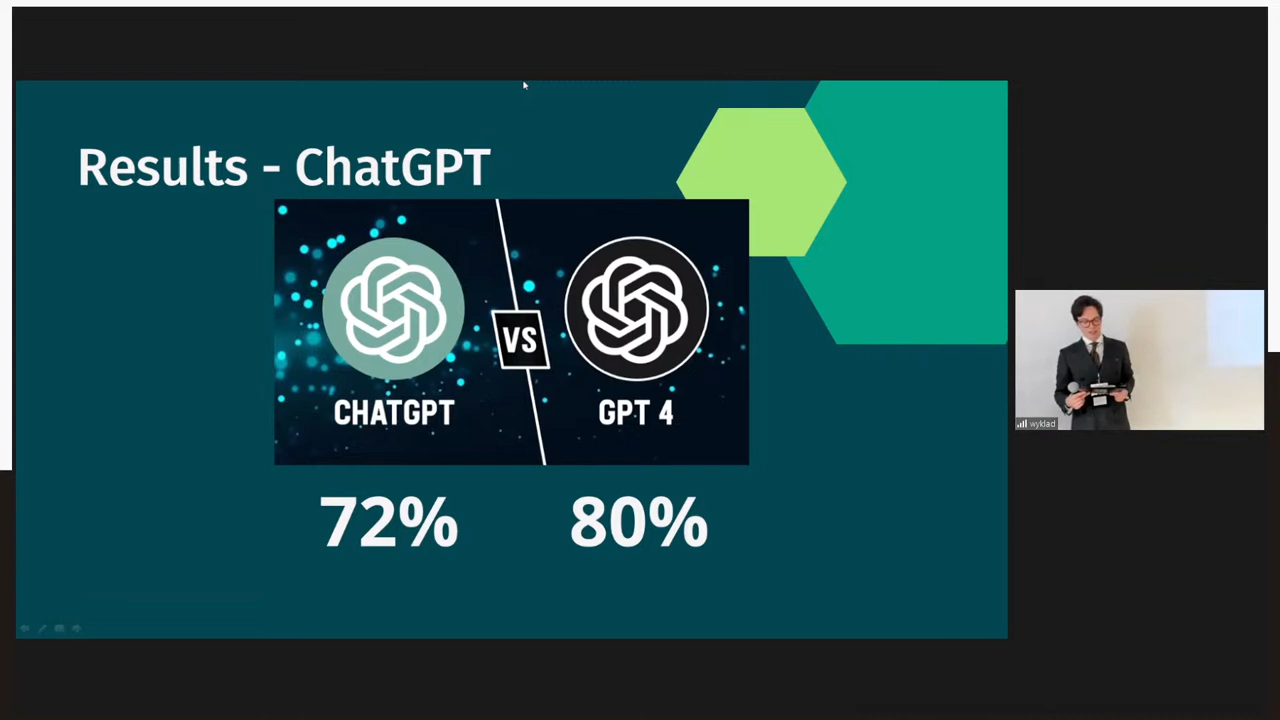 Results - ChatGPT
VS
CHATGPT
GPT 4
72%
80%
wyklad